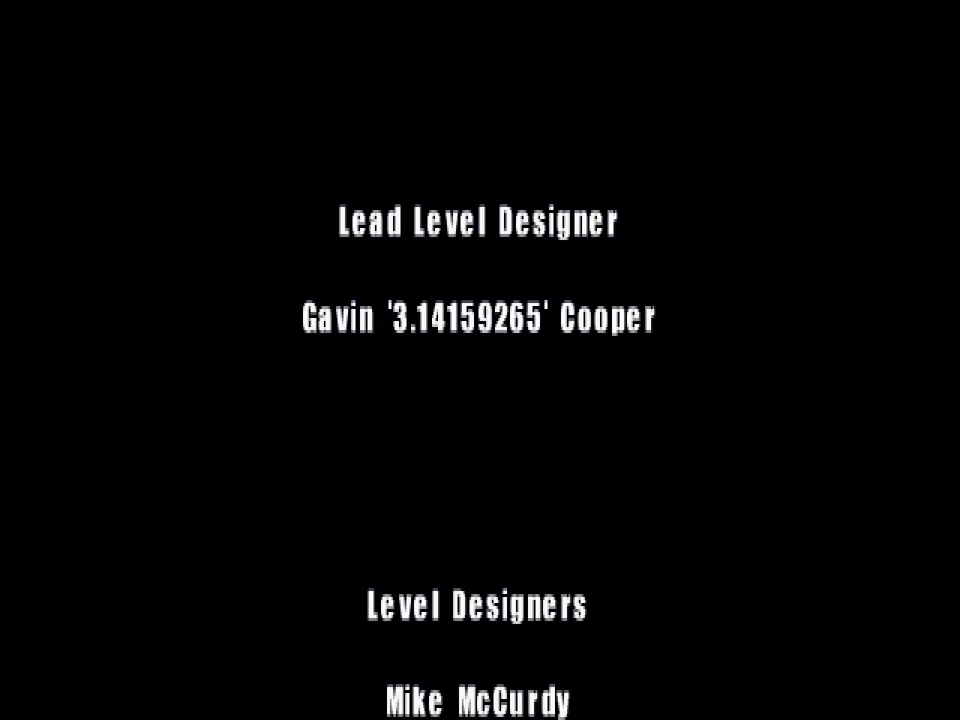 Lead Level Designer
Gavin '3.14159265' Cooper
Level Designers
Mike McCurdy